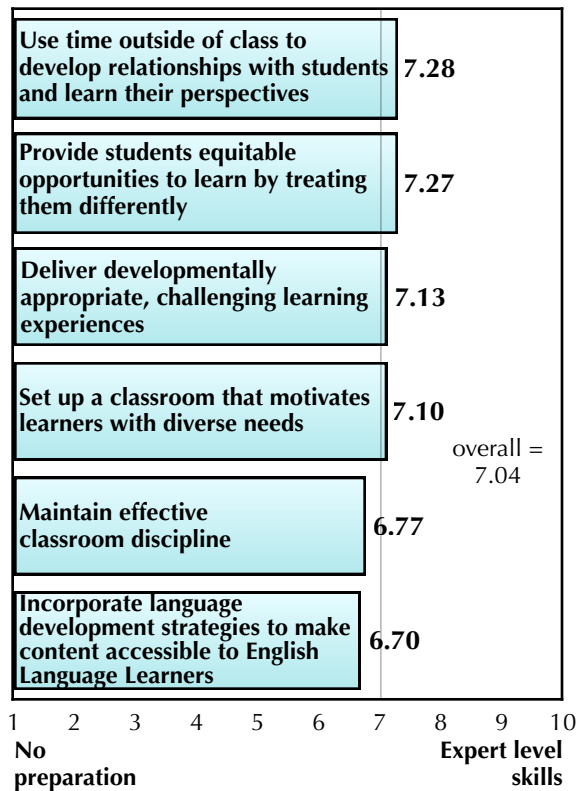 Use time outside of class to
develop relationships with students
and learn their perspectives
7.28
Provide students equitable
opportunities to learn by treating
them differently
7.27
Deliver developmentally
appropriate, challenging learning
experiences
7.13
Set up a classroom that motivates
learners with diverse needs
7.10
overall =
7.04
Maintain effective
classroom discipline
6.77
Incorporate language
development strategies to make
content accessible to English
Language Learners
6.70
1 2 3 4 5 6 7 8 9 10
No
preparation
Expert level
skills